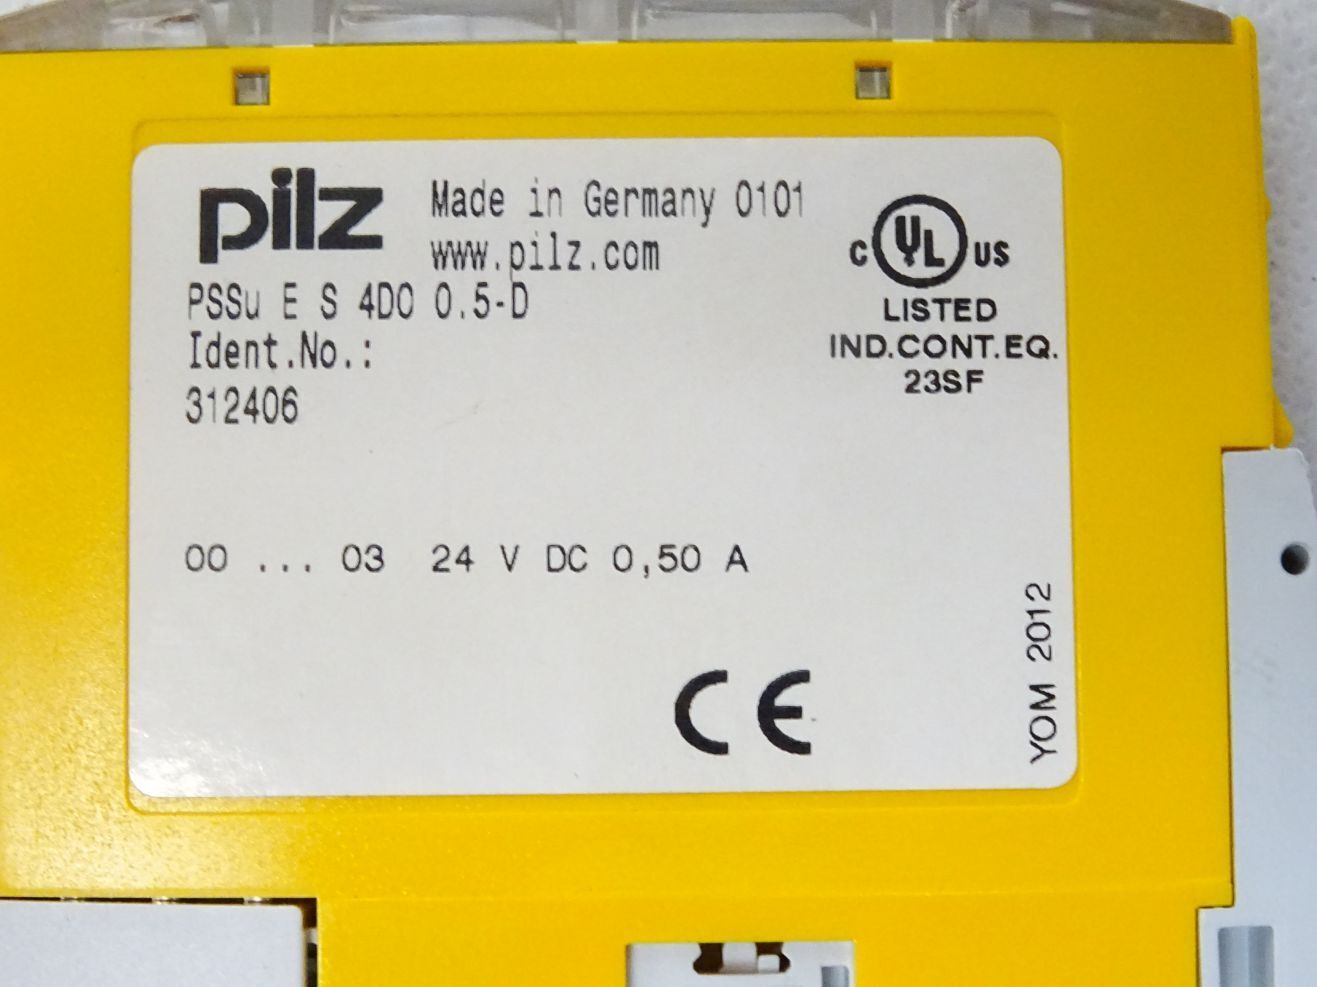 pilz Made in Germany 0101
www.pilz.com
PSSu E S 4DO 0.5-D
Ident.No.:
312406
C UL US
LISTED
IND.CONT.EQ.
23SF
00 ... 03 24 V DC 0,50 A
CE
YOM 2012